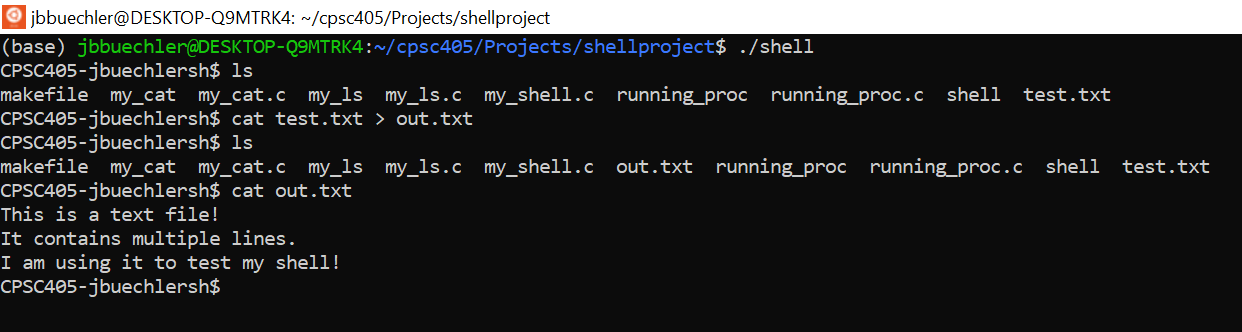 jbbuechler@DESKTOP-Q9MTRK4: ~/cpsc405/Projects/shellproject
(base) jbbuechler@DESKTOP-Q9MTRK4:~/cpsc405/Projects/shellproject$ ./shell
CPSC405-jbuechlersh$ ls
makefile  my_cat  my_cat.c  my_ls  my_ls.c  my_shell.c  running_proc  running_proc.c  shell  test.txt
CPSC405-jbuechlersh$ cat test.txt > out.txt
CPSC405-jbuechlersh$ ls
makefile  my_cat  my_cat.c  my_ls  my_ls.c  my_shell.c  out.txt  running_proc  running_proc.c  shell  test.txt
CPSC405-jbuechlersh$ cat out.txt
This is a text file!
It contains multiple lines.
I am using it to test my shell!
CPSC405-jbuechlersh$